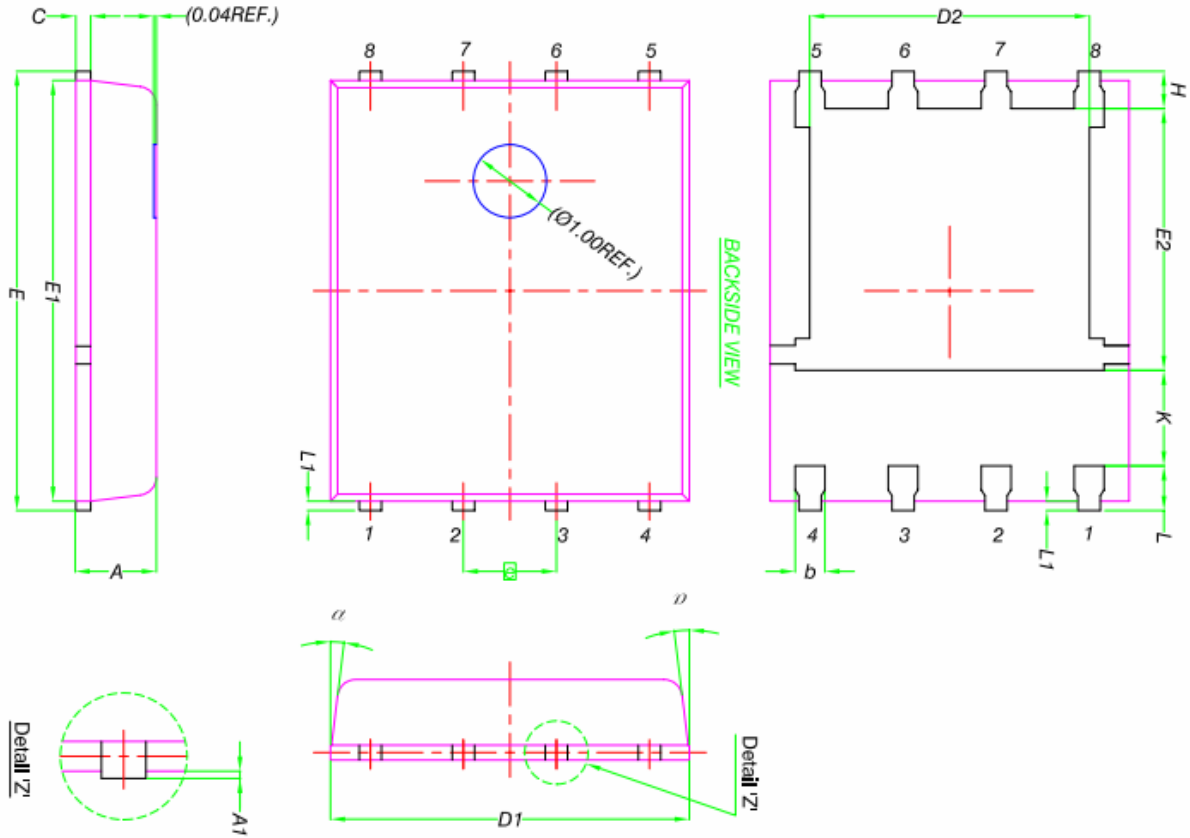 C
(0.04REF.)
E
E1
A
8
7
6
5
(Ø1.00REF.)
L1
1
2
3
4
e
BACKSIDE VIEW
D2
5
6
7
8
H
E2
K
L
L1
4
3
2
1
b
α
D1
Detail 'Z'
Detail 'Z'
A1